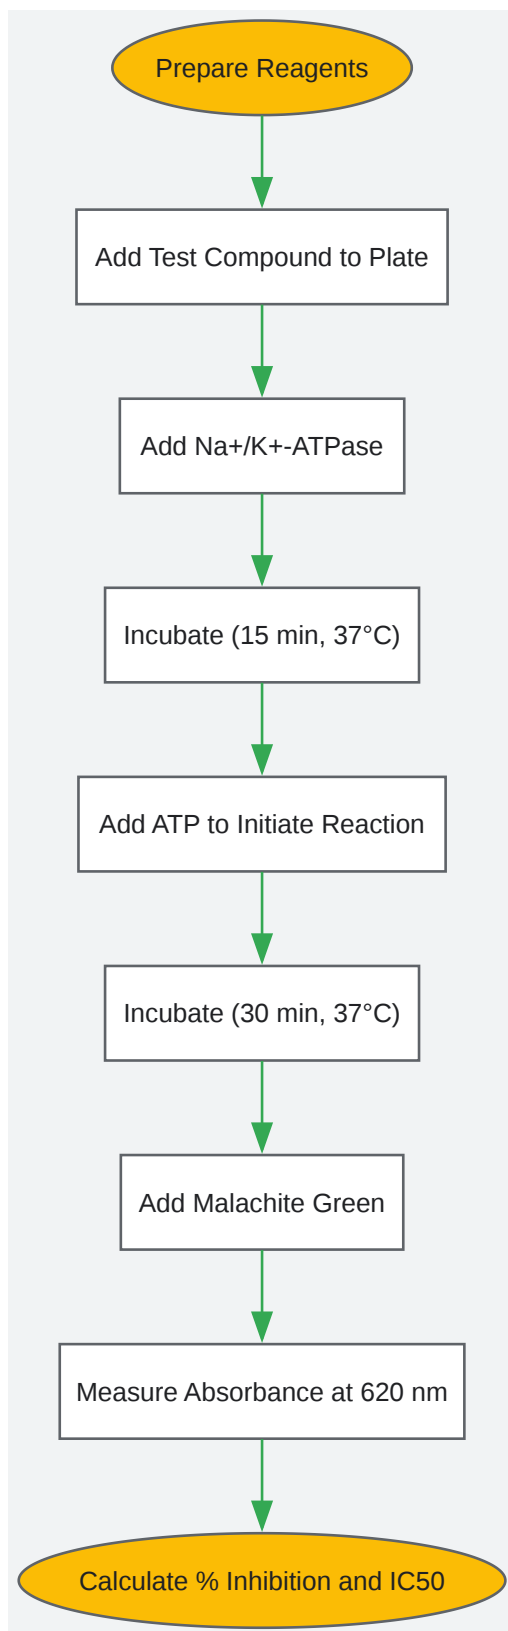 Prepare Reagents
Add Test Compound to Plate
Add Na+/K+-ATPase
Incubate (15 min, 37°C)
Add ATP to Initiate Reaction
Incubate (30 min, 37°C)
Add Malachite Green
Measure Absorbance at 620 nm
Calculate % Inhibition and IC50